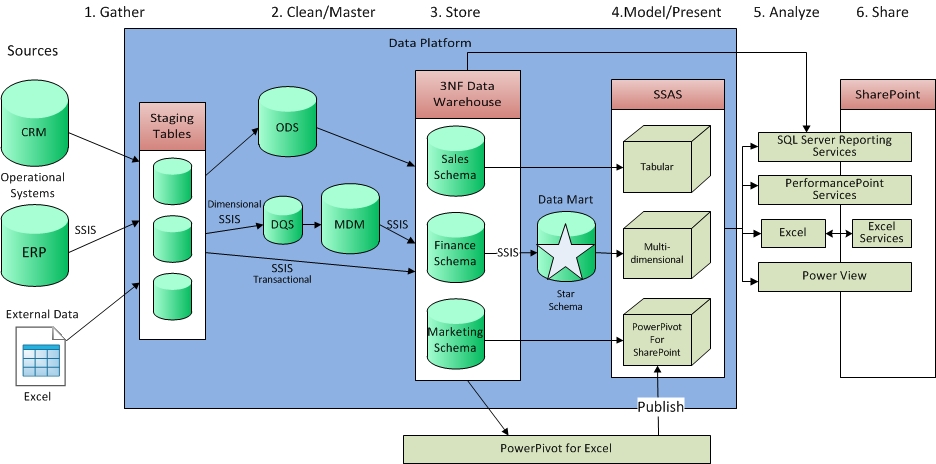 1. Gather
2. Clean/Master
3. Store
4.Model/Present
5. Analyze
6. Share
Sources
Data Platform
CRM
Operational
Systems
ERP
SSIS
External Data
Excel
Staging
Tables
ODS
Dimensional
SSIS
DQS
MDM
SSIS
SSIS
Transactional
3NF Data
Warehouse
Sales
Schema
Finance
Schema
Marketing
Schema
SSIS
Data Mart
Star
Schema
SSAS
Tabular
Multi-
dimensional
PowerPivot
For
SharePoint
Publish
PowerPivot for Excel
SharePoint
SQL Server Reporting
Services
PerformancePoint
Services
Excel
Excel
Services
Power View